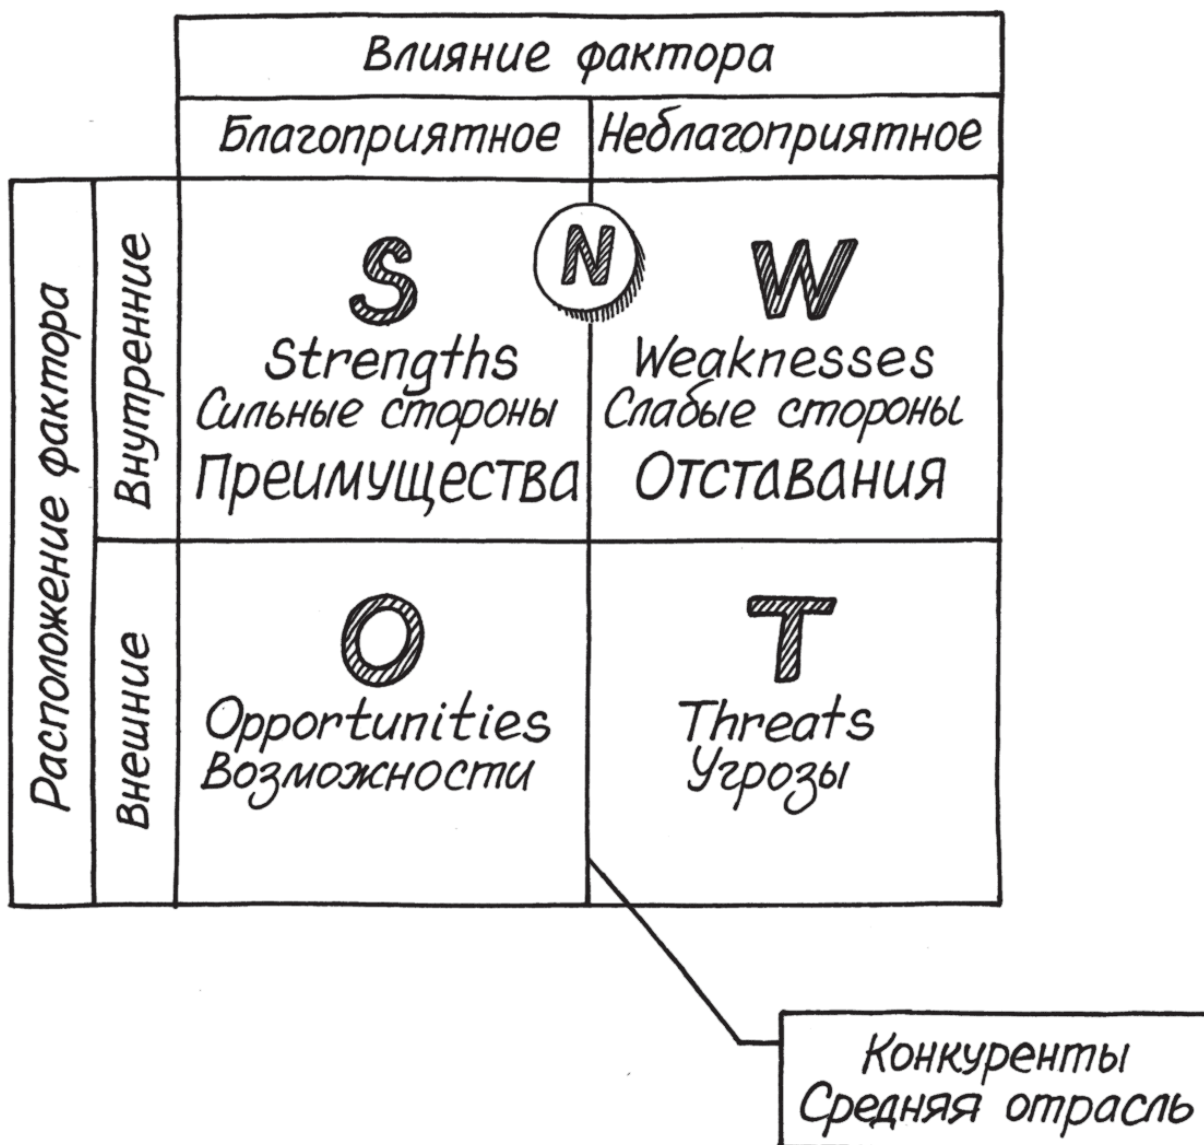 Влияние фактора
Благоприятное
Неблагоприятное
Расположение фактора
Внутренние
S
N
W
Strengths
Сильные стороны
Преимущества
Weaknesses
Слабые стороны
Отставания
Внешние
O
Opportunities
Возможности
T
Threats
Угрозы
Конкуренты
Средняя отрасль